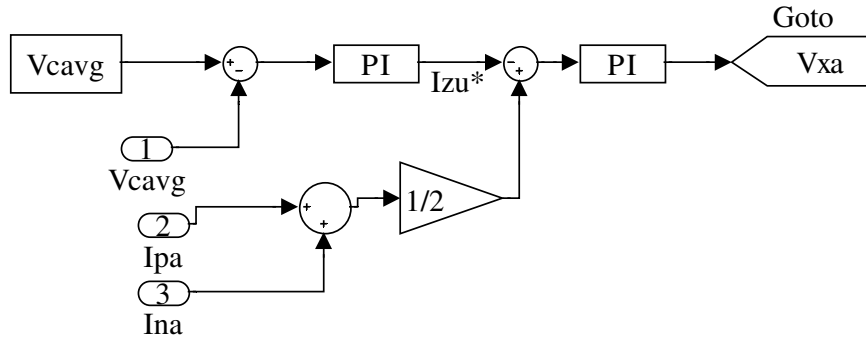 Goto
Vcavg
+
−
PI
Izu*
−
+
PI
Vxa
1
Vcavg
1/2
2
Ipa
+
+
3
Ina